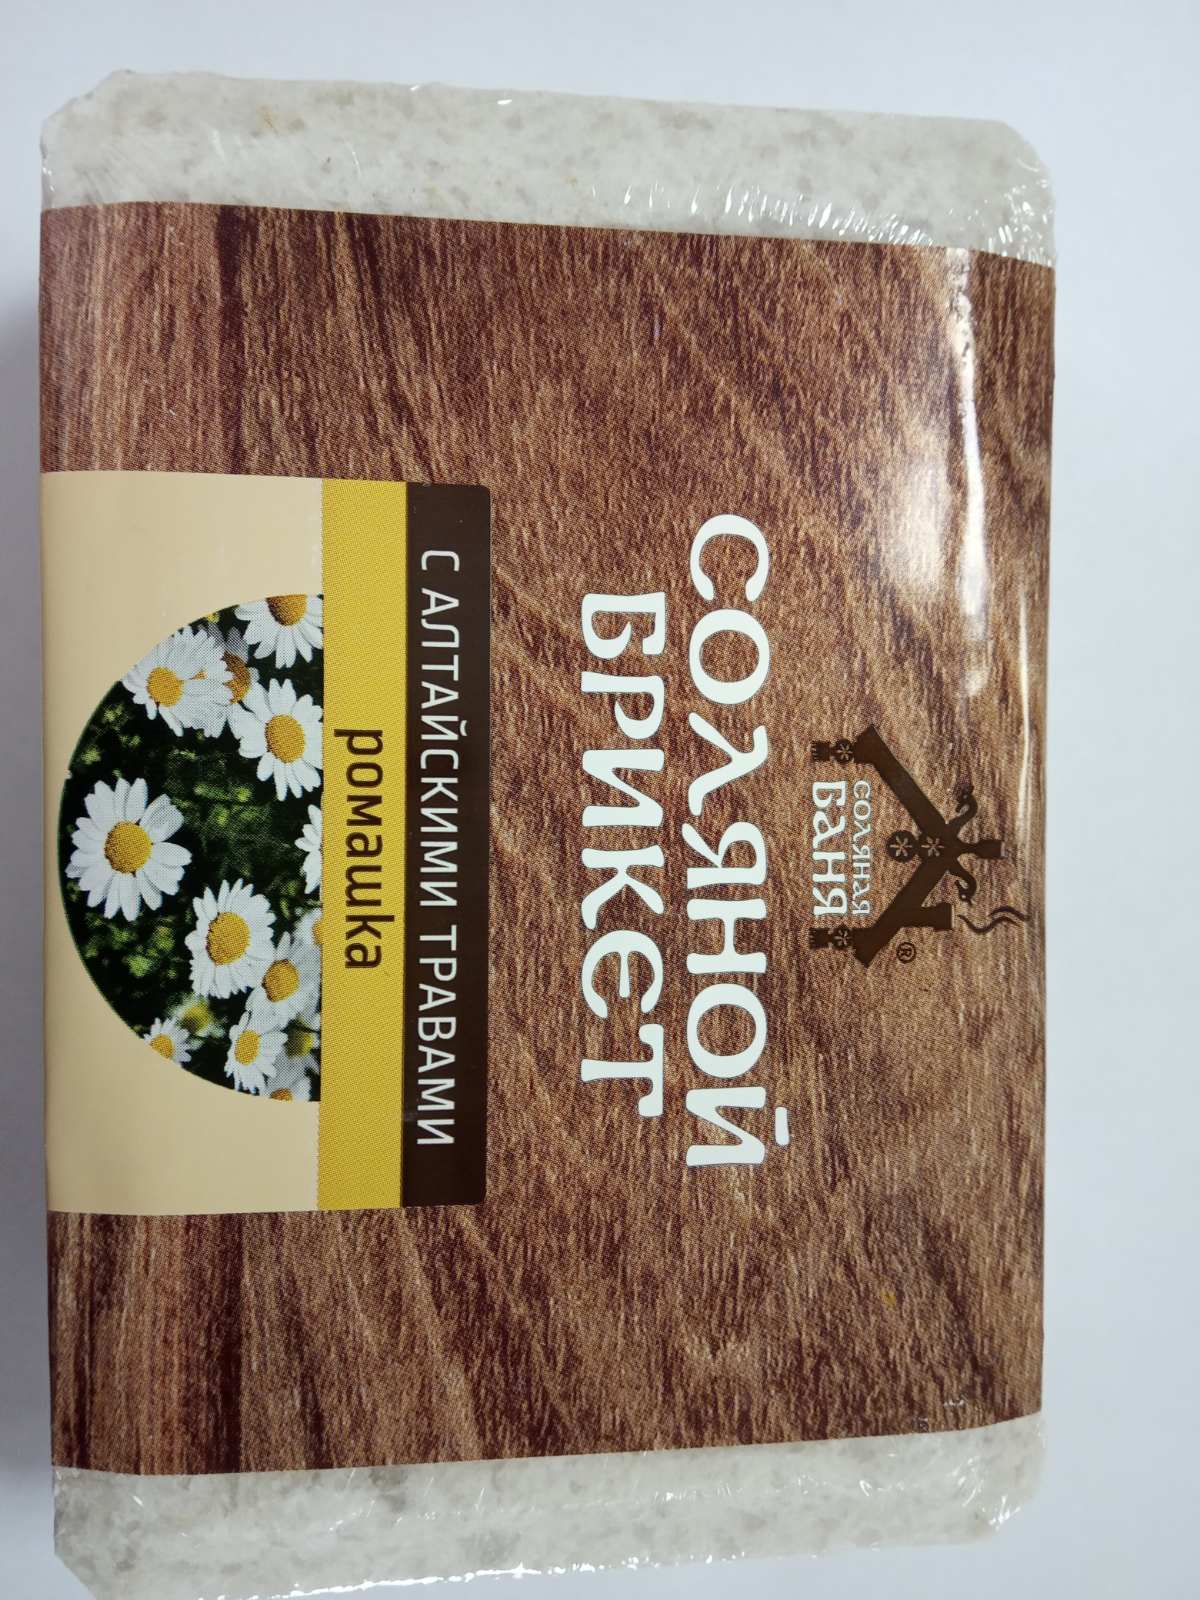 СОЛЯНАЯ
БАНЯ
®
СОЛЯНОЙ
БРИКЕТ
С АЛТАЙСКИМИ ТРАВАМИ
ромашка